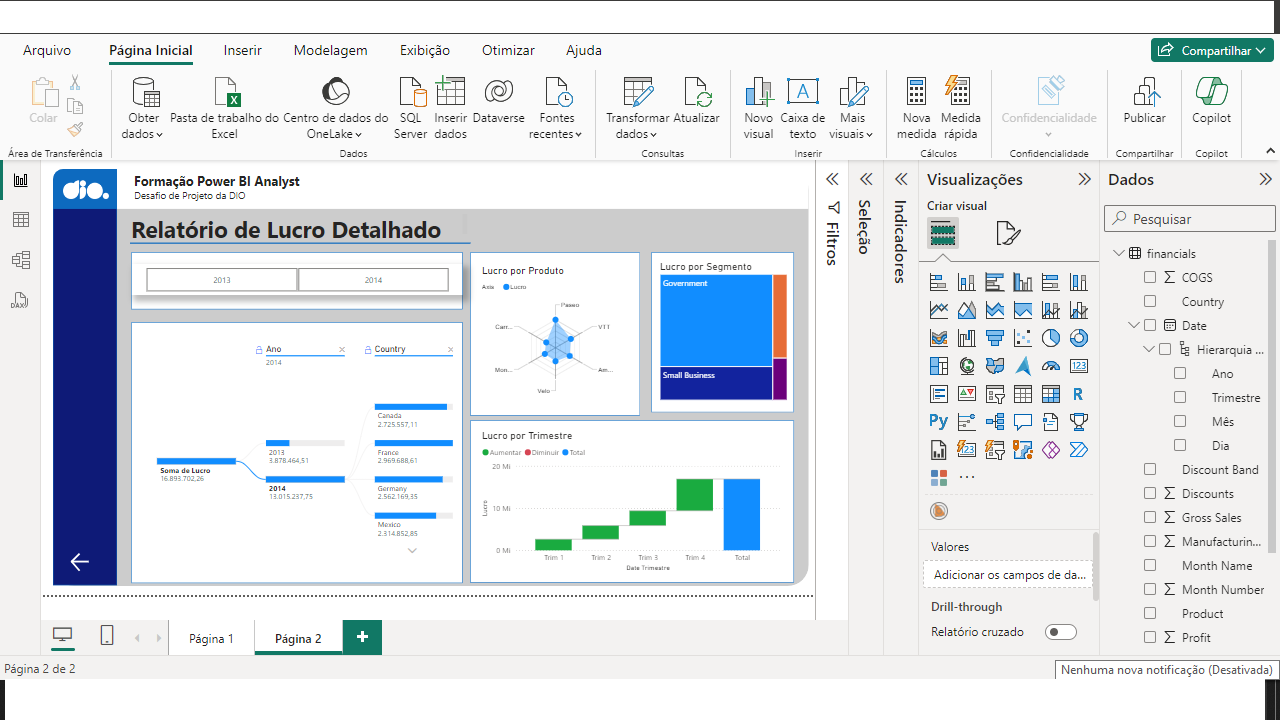 Arquivo
Página Inicial
Inserir
Modelagem
Exibição
Otimizar
Ajuda
Compartilhar
Colar
Obter
dados
Pasta de trabalho do
Excel
Centro de dados do
OneLake
SQL
Server
Inserir
dados
Dataverse
Fontes
recentes
Transformar
dados
Atualizar
Novo
visual
Caixa de
texto
Mais
visuais
Nova
medida
Medida
rápida
Confidencialidade
Publicar
Copilot
Área de Transferência
Dados
Consultas
Inserir
Cálculos
Confidencialidade
Compartilhar
Copilot
dio.
Formação Power BI Analyst
Desafio de Projeto da DIO
Relatório de Lucro Detalhado
2013
2014
Ano
2014
Country
Soma de Lucro
16.893.702,26
2013
3.878.464,51
2014
13.015.237,75
Canada
2.725.557,11
France
2.969.688,61
Germany
2.562.169,35
Mexico
2.314.852,85
Lucro por Produto
Axis
Lucro
Paseo
VTT
Am...
Velo
Mon...
Carr...
Lucro por Segmento
Government
Small Business
Lucro por Trimestre
Aumentar
Diminuir
Total
20 Mi
10 Mi
0 Mi
Lucro
Trim 1
Trim 2
Trim 3
Trim 4
Total
Date Trimestre
Filtros
Seleção
Indicadores
Visualizações
Criar visual
R
Py
123
123
A
DAX
Valores
Adicionar os campos de da...
Drill-through
Relatório cruzado
Dados
Pesquisar
financials
COGS
Country
Date
Hierarquia ...
Ano
Trimestre
Mês
Dia
Discount Band
Discounts
Gross Sales
Manufacturin...
Month Name
Month Number
Product
Profit
Página 1
Página 2
Página 2 de 2
Nenhuma nova notificação (Desativada)